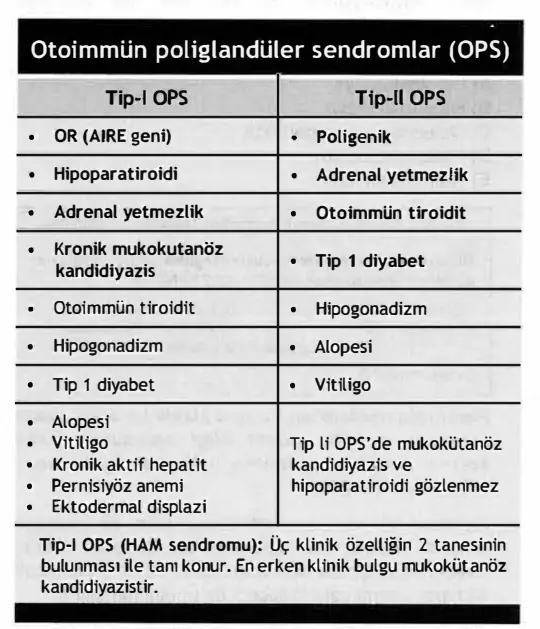 Otoimmün poliglandüler sendromlar (OPS)
Tip-I OPS
Tip-II OPS
• OR (AIRE geni)
• Poligenik
• Hipoparatiroidi
• Adrenal yetmezlik
• Adrenal yetmezlik
• Otoimmün tiroidit
• Kronik mukokutanöz
kandidiyazis
• Tip 1 diyabet
• Otoimmün tiroidit
• Hipogonadizm
• Hipogonadizm
• Alopesi
• Tip 1 diyabet
• Vitiligo
• Alopesi
• Vitiligo
• Kronik aktif hepatit
• Pernisiyöz anemi
• Ektodermal displazi
Tip Ii OPS'de mukokütanöz
kandidiyazis ve
hipoparatiroidi gözlenmez
Tip-I OPS (HAM sendromu): Üç klinik özelliğin 2 tanesinin
bulunması ile tanı konur. En erken klinik bulgu mukokütanöz
kandidiyazistir.